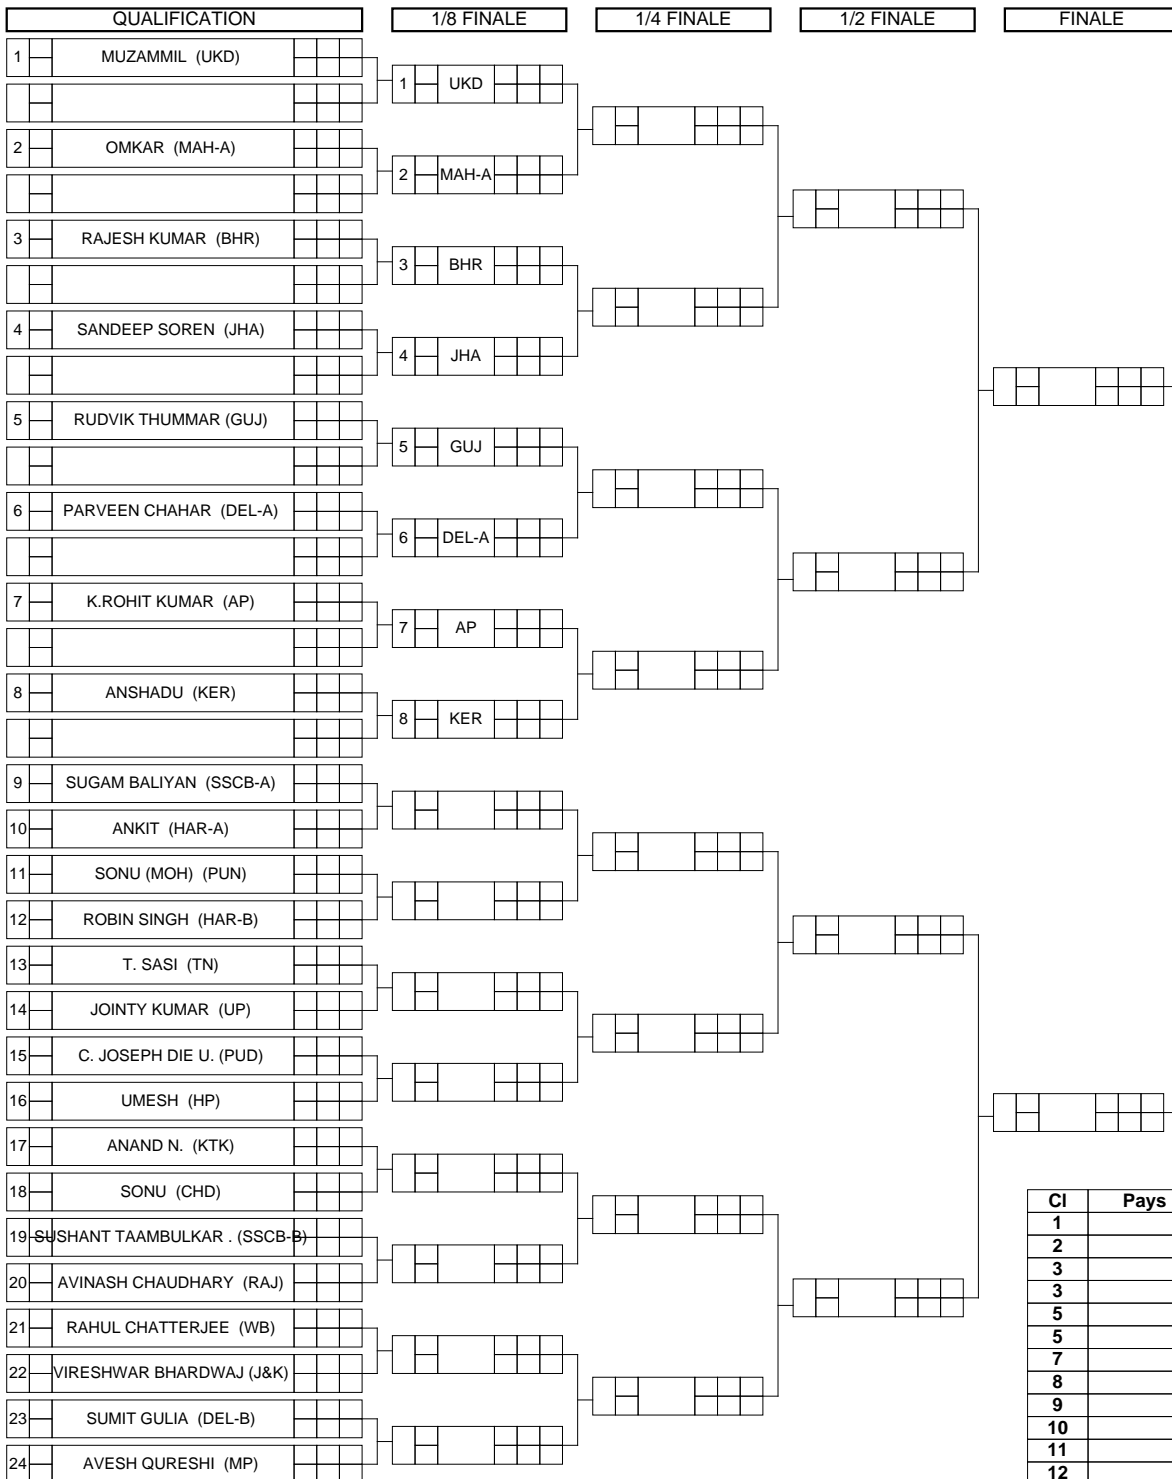 QUALIFICATION 1/8 FINALE 1/4 FINALE 1/2 FINALE FINALE
1 MUZAMMIL (UKD)
1 UKD
2 OMKAR (MAH-A)
2 MAH-A
3 RAJESH KUMAR (BHR)
3 BHR
4 SANDEEP SOREN (JHA)
4 JHA
5 RUDVIK THUMMAR (GUJ)
5 GUJ
6 PARVEEN CHAHAR (DEL-A)
6 DEL-A
7 K.ROHIT KUMAR (AP)
7 AP
8 ANSHADU (KER)
8 KER
9 SUGAM BALIYAN (SSCB-A)
10 ANKIT (HAR-A)
11 SONU (MOH) (PUN)
12 ROBIN SINGH (HAR-B)
13 T. SASI (TN)
14 JOINTY KUMAR (UP)
15 C. JOSEPH DIE U. (PUD)
16 UMESH (HP)
17 ANAND N. (KTK)
18 SONU (CHD)
19 SUSHANT TAAMBULKAR . (SSCB-B)
20 AVINASH CHAUDHARY (RAJ)
21 RAHUL CHATTERJEE (WB)
22 VIRESHWAR BHARDWAJ (J&K)
23 SUMIT GULIA (DEL-B)
24 AVESH QURESHI (MP)
Cl Pays
1
2
3
3
5
5
7
8
9
10
11
12